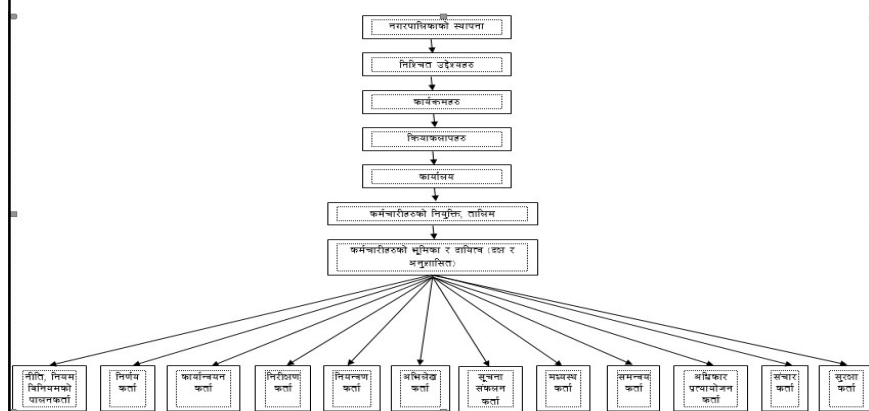 नगरपालिकाको स्थापना
निश्चित उद्देश्यहरु
कार्यक्रमहरु
क्रियाकलापहरु
कार्यालय
कर्मचारीहरुको नियुक्ति, तालिम
कर्मचारीहरुको भूमिका र दायित्व (दक्ष र
अनुशासित)
नीति, नियम
विनियमको
पालनकर्ता
निर्णय
कर्ता
कार्यान्वयन
कर्ता
निरीक्षण
कर्ता
नियन्त्रण
कर्ता
अभिलेख
कर्ता
सूचना
संकलन
कर्ता
मध्यस्थ
कर्ता
समन्वय
कर्ता
अधिकार
प्रत्यायोजन
कर्ता
संचार
कर्ता
सुरक्षा
कर्ता